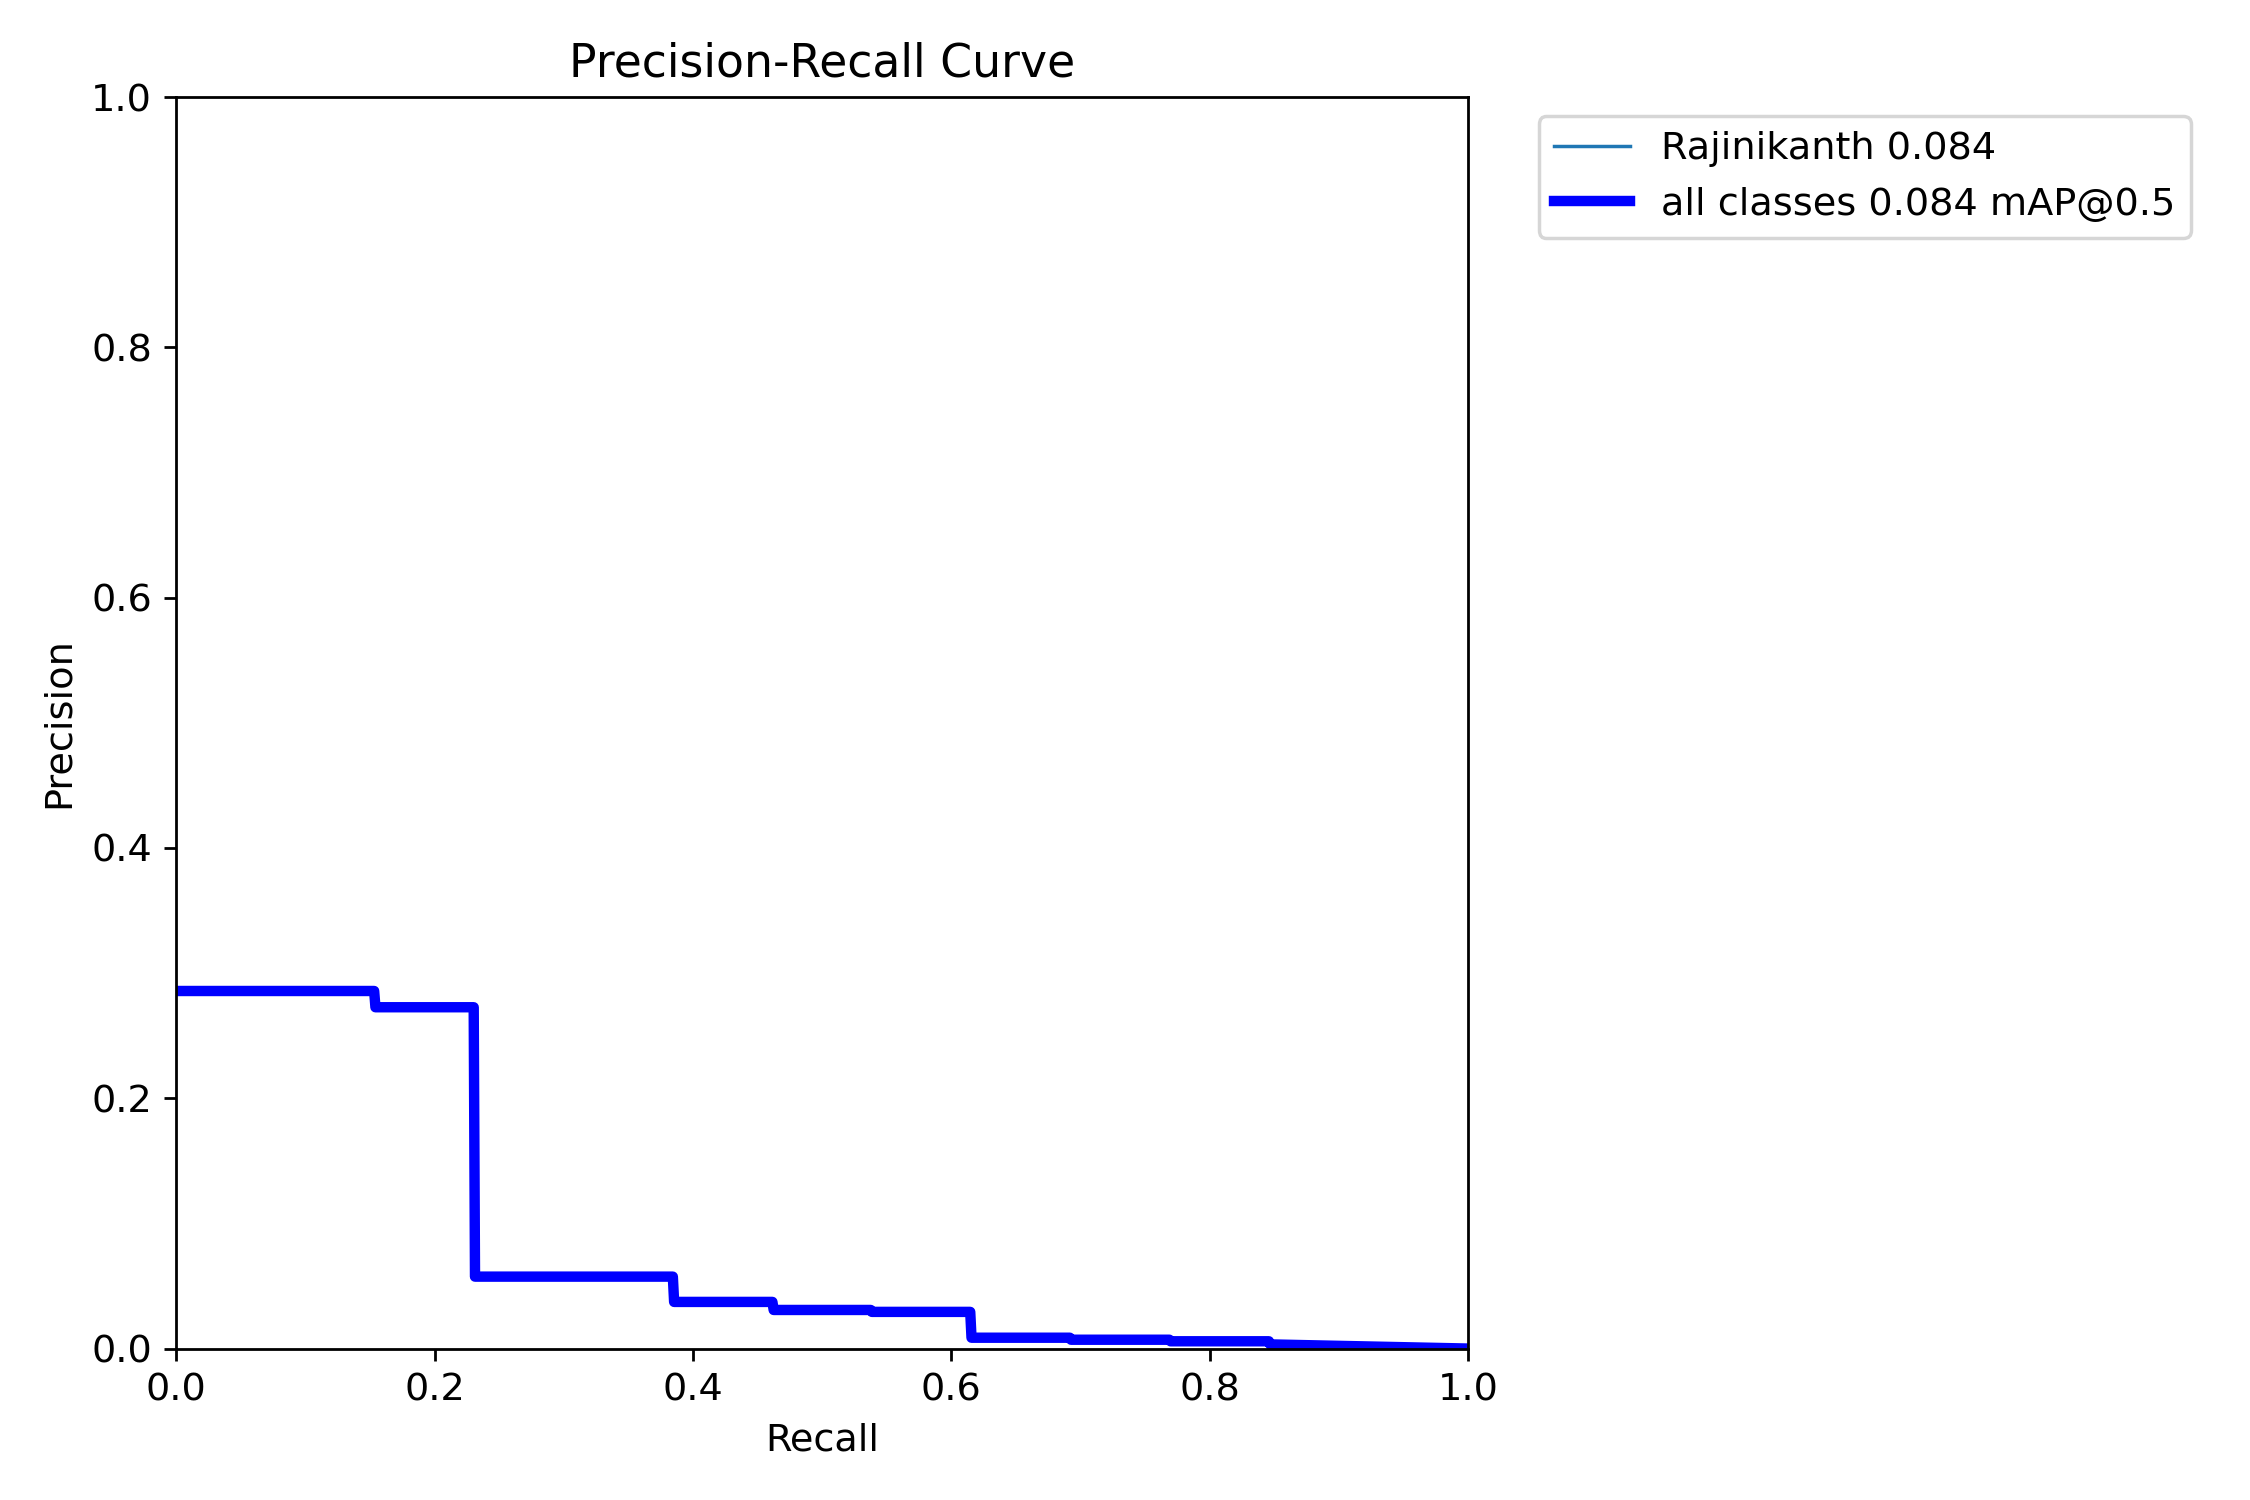 Precision-Recall Curve
1.0
0.8
0.6
0.4
0.2
0.0
Precision
0.0 0.2 0.4 0.6 0.8 1.0
Recall
Rajinikanth 0.084
all classes 0.084 mAP@0.5